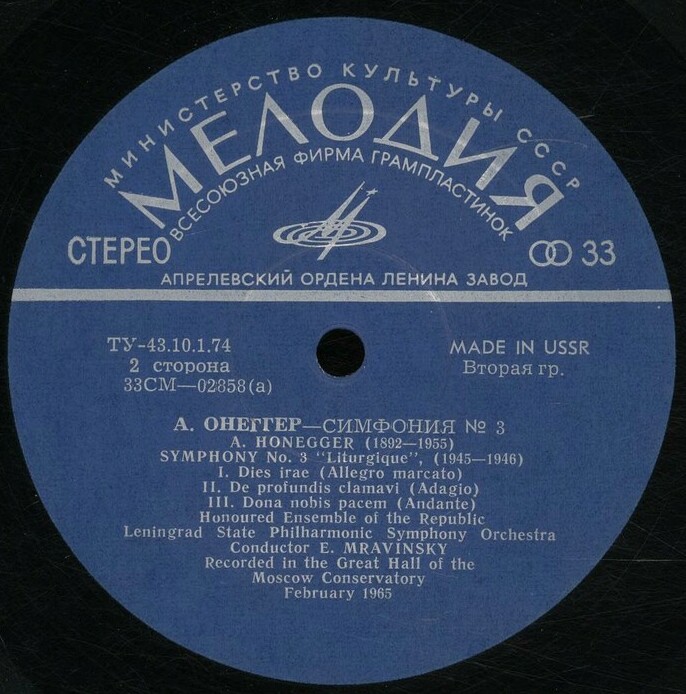 МИНИСТЕРСТВО КУЛЬТУРЫ СССР
МЕЛОДИЯ
ВСЕСОЮЗНАЯ ФИРМА ГРАМПЛАСТИНОК
СТЕРЕО
33
АПРЕЛЕВСКИЙ ОРДЕНА ЛЕНИНА ЗАВОД
ТУ-43.10.1.74
MADE IN USSR
2 сторона
Вторая гр.
33СМ—02858(а)
А. ОНЕГГЕР—СИМФОНИЯ № 3
A. HONEGGER (1892—1955)
SYMPHONY No. 3 "Liturgique", (1945—1946)
I. Dies irae (Allegro marcato)
II. De profundis clamavi (Adagio)
III. Dona nobis pacem (Andante)
Honoured Ensemble of the Republic
Leningrad State Philharmonic Symphony Orchestra
Conductor E. MRAVINSKY
Recorded in the Great Hall of the
Moscow Conservatory
February 1965